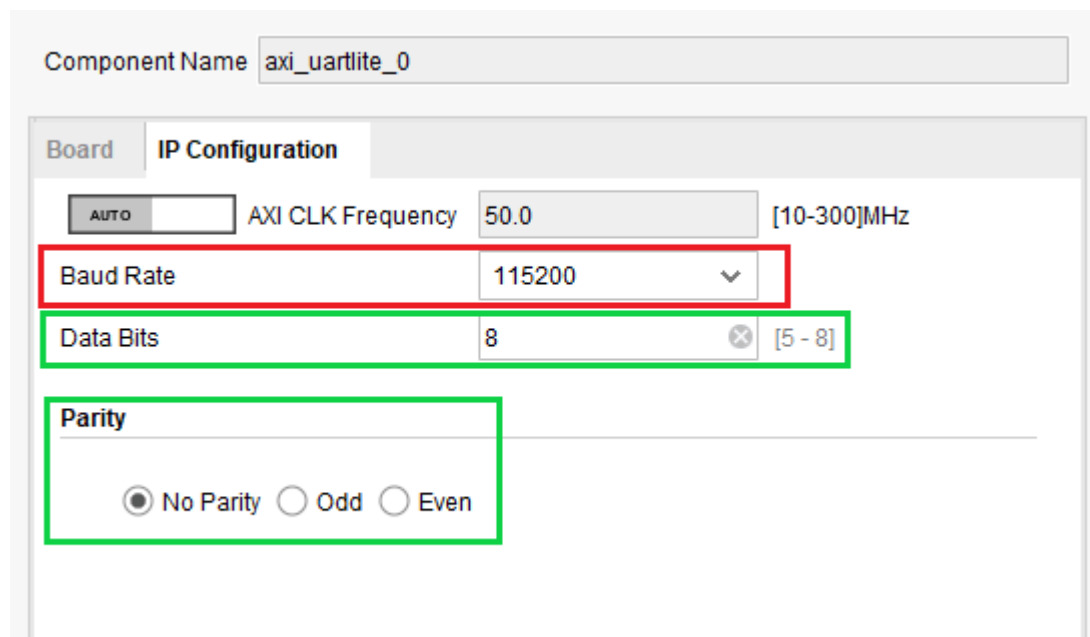 Component Name axi_uartlite_0
Board IP Configuration
AUTO AXI CLK Frequency 50.0 [10-300]MHz
Baud Rate 115200
Data Bits 8 [5 - 8]
Parity
No Parity Odd Even